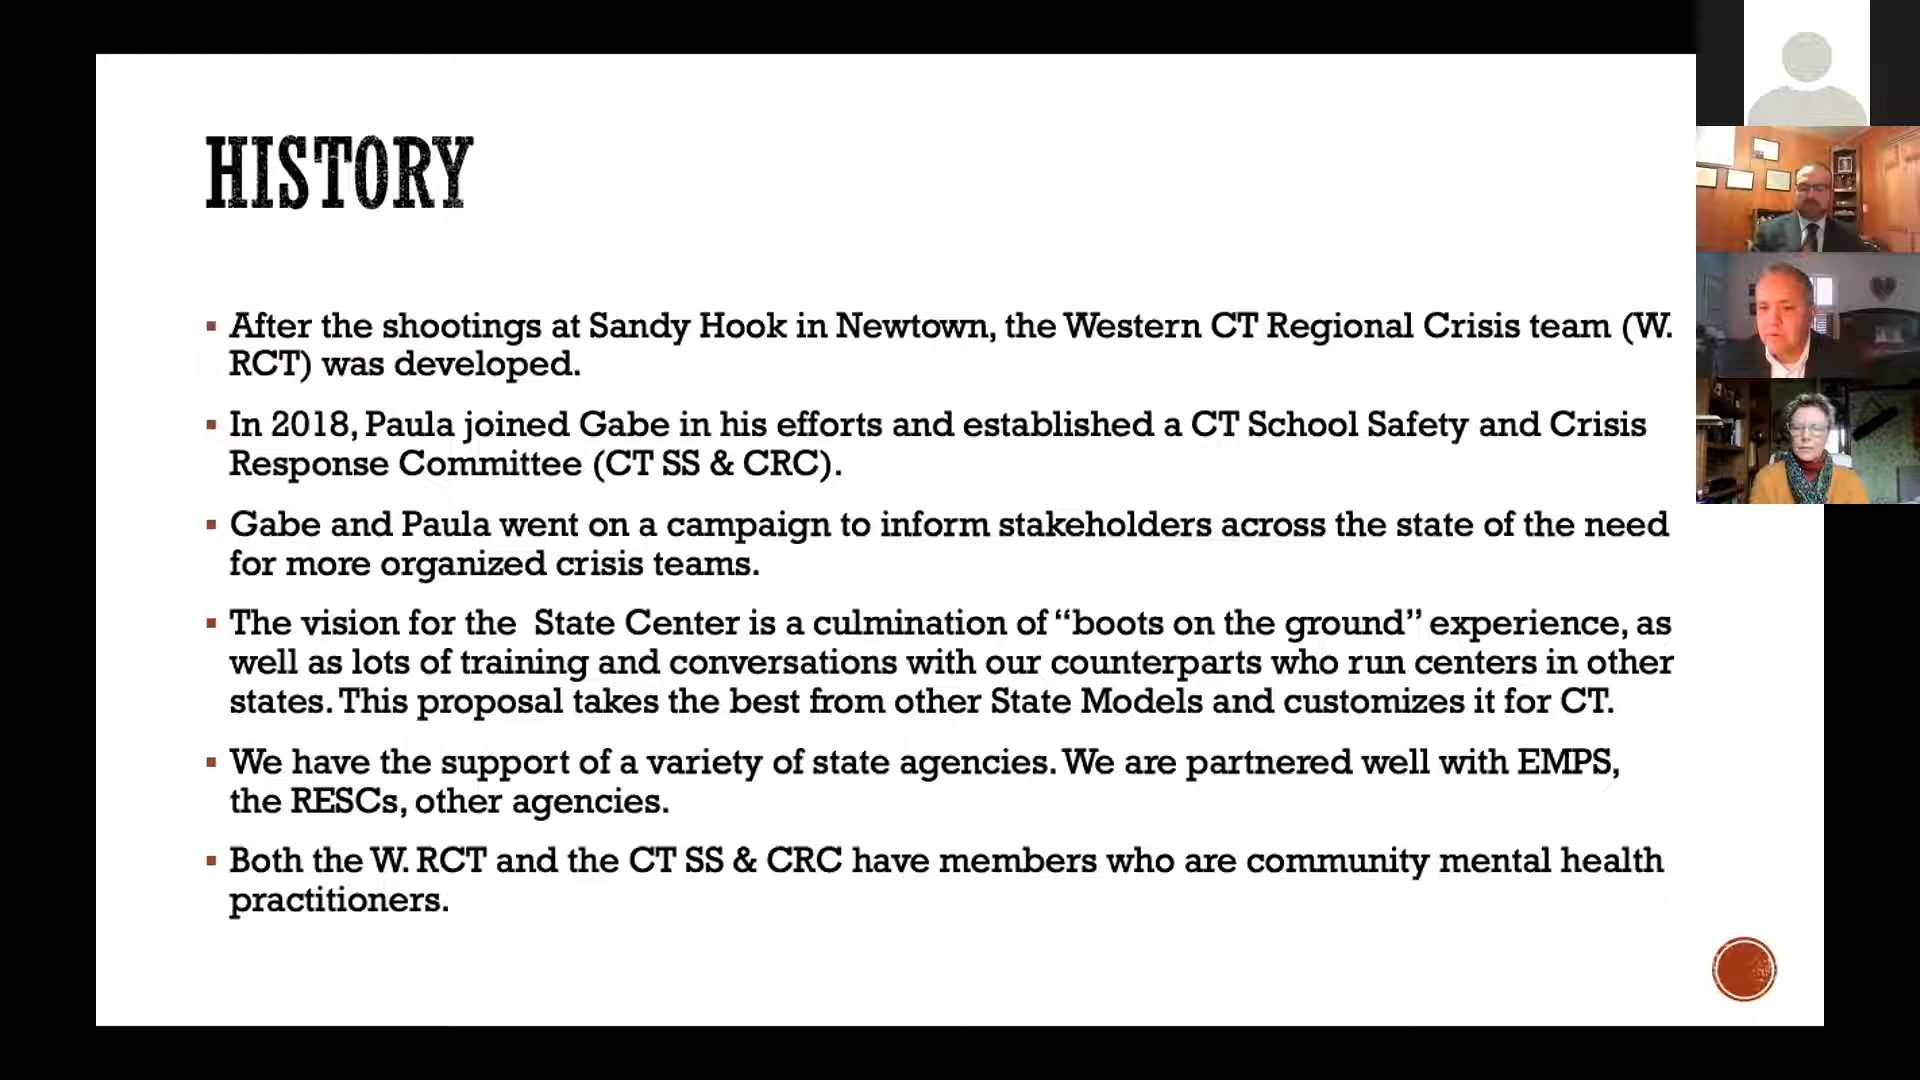 HISTORY
After the shootings at Sandy Hook in Newtown, the Western CT Regional Crisis team (W.
RCT) was developed.
In 2018, Paula joined Gabe in his efforts and established a CT School Safety and Crisis
Response Committee (CT SS & CRC).
Gabe and Paula went on a campaign to inform stakeholders across the state of the need
for more organized crisis teams.
The vision for the State Center is a culmination of “boots on the ground” experience, as
well as lots of training and conversations with our counterparts who run centers in other
states. This proposal takes the best from other State Models and customizes it for CT.
We have the support of a variety of state agencies. We are partnered well with EMPS,
the RESCs, other agencies.
Both the W. RCT and the CT SS & CRC have members who are community mental health
practitioners.